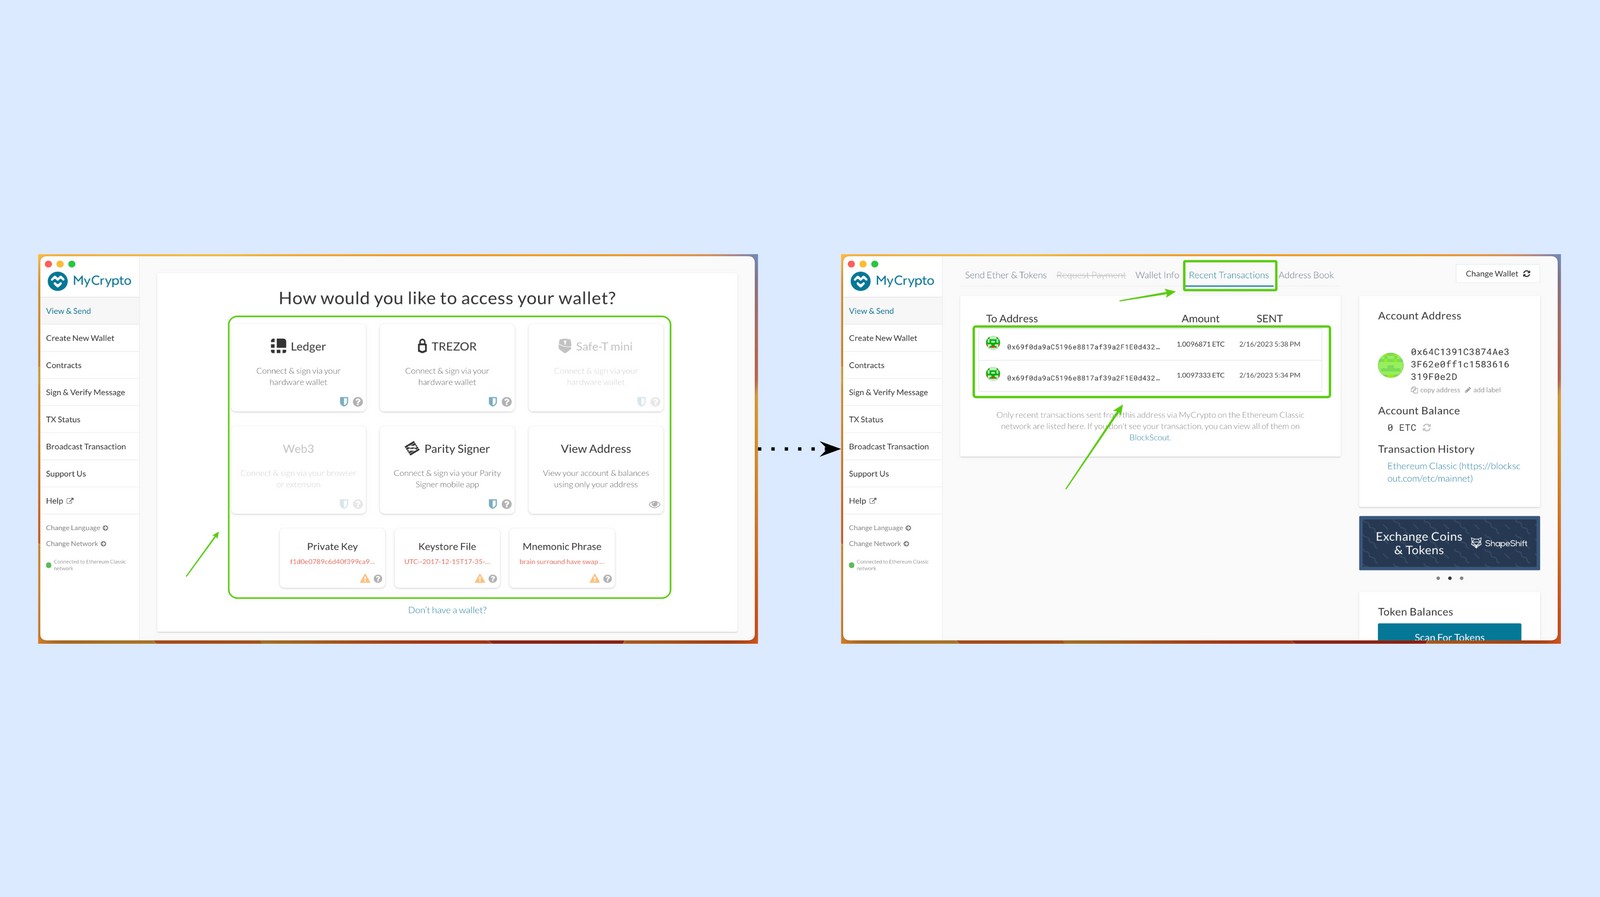 MyCrypto
View & Send
Create New Wallet
Contracts
Sign & Verify Message
TX Status
Broadcast Transaction
Support Us
Help
Change Language
Change Network
Connected to Ethereum Classic
network
How would you like to access your wallet?
Ledger
Connect & sign via your
hardware wallet
TREZOR
Connect & sign via your
hardware wallet
Safe-T mini
Connect & sign via your
hardware wallet
Web3
Connect & sign via your browser
or extension
Parity Signer
Connect & sign via your Parity
Signer mobile app
View Address
View your account & balances
using only your address
Private Key
f1d0e0789c6d40f399ca9...
Keystore File
UTC--2017-12-15T17-35-...
Mnemonic Phrase
brain surround have swap ...
Don't have a wallet?
MyCrypto
View & Send
Create New Wallet
Contracts
Sign & Verify Message
TX Status
Broadcast Transaction
Support Us
Help
Change Language
Change Network
Connected to Ethereum Classic
network
Send Ether & Tokens Request Payment Wallet Info Recent Transactions Address Book
Change Wallet
To Address Amount SENT
0x69f0da9aC5196e8817af39a2F1E0d432… 1.0096871 ETC 2/16/2023 5:38 PM
0x69f0da9aC5196e8817af39a2F1E0d432… 1.0097333 ETC 2/16/2023 5:34 PM
Only recent transactions sent from this address via MyCrypto on the Ethereum Classic
network are listed here. If you don't see your transaction, you can view all of them on
BlockScout.
Account Address
0x64C1391C3874Ae3
3F62e0ff1c1583616
319F0e2D
copy address add label
Account Balance
0 ETC
Transaction History
Ethereum Classic (https://blocksc
out.com/etc/mainnet)
Exchange Coins
& Tokens
ShapeShift
Token Balances
Scan For Tokens